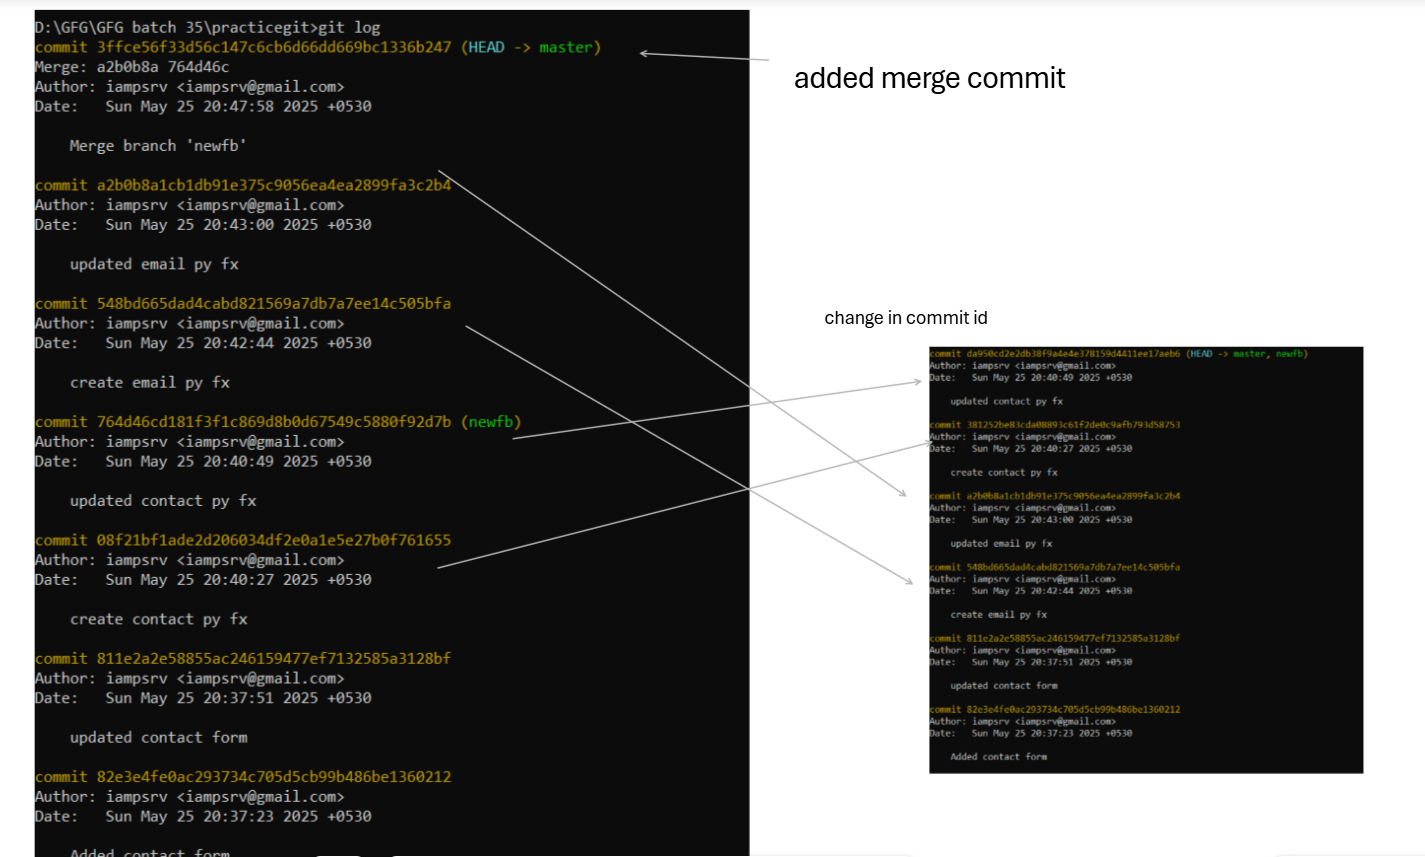 D:\GFG\GFG batch 35\practicegit>git log
commit 3ffce56f33d56c147c6cb6d66dd669bc1336b247 (HEAD -> master)
Merge: a2b0b8a 764d46c
Author: iampsrv <iampsrv@gmail.com>
Date:   Sun May 25 20:47:58 2025 +0530
Merge branch 'newfb'
commit a2b0b8a1cb1db91e375c9056ea4ea2899fa3c2b4
Author: iampsrv <iampsrv@gmail.com>
Date:   Sun May 25 20:43:00 2025 +0530
updated email py fx
commit 548bd665dad4cabd821569a7db7a7ee14c505bfa
Author: iampsrv <iampsrv@gmail.com>
Date:   Sun May 25 20:42:44 2025 +0530
create email py fx
commit 764d46cd181f3f1c869d8b0d67549c5880f92d7b (newfb)
Author: iampsrv <iampsrv@gmail.com>
Date:   Sun May 25 20:40:49 2025 +0530
updated contact py fx
commit 08f21bf1ade2d206034df2e0a1e5e27b0f761655
Author: iampsrv <iampsrv@gmail.com>
Date:   Sun May 25 20:40:27 2025 +0530
create contact py fx
commit 811e2a2e58855ac246159477ef7132585a3128bf
Author: iampsrv <iampsrv@gmail.com>
Date:   Sun May 25 20:37:51 2025 +0530
updated contact form
commit 82e3e4fe0ac293734c705d5cb99b486be1360212
Author: iampsrv <iampsrv@gmail.com>
Date:   Sun May 25 20:37:23 2025 +0530
Added contact form
added merge commit
change in commit id
commit da950cd2e2db38f9a4e4e378159d4411ee17aeb6 (HEAD -> master, newfb)
Author: iampsrv <iampsrv@gmail.com>
Date:   Sun May 25 20:40:49 2025 +0530
updated contact py fx
commit 381252be83cda08893c61f2de0c9afb793d58753
Author: iampsrv <iampsrv@gmail.com>
Date:   Sun May 25 20:40:27 2025 +0530
create contact py fx
commit a2b0b8a1cb1db91e375c9056ea4ea2899fa3c2b4
Author: iampsrv <iampsrv@gmail.com>
Date:   Sun May 25 20:43:00 2025 +0530
updated email py fx
commit 548bd665dad4cabd821569a7db7a7ee14c505bfa
Author: iampsrv <iampsrv@gmail.com>
Date:   Sun May 25 20:42:44 2025 +0530
create email py fx
commit 811e2a2e58855ac246159477ef7132585a3128bf
Author: iampsrv <iampsrv@gmail.com>
Date:   Sun May 25 20:37:51 2025 +0530
updated contact form
commit 82e3e4fe0ac293734c705d5cb99b486be1360212
Author: iampsrv <iampsrv@gmail.com>
Date:   Sun May 25 20:37:23 2025 +0530
Added contact form